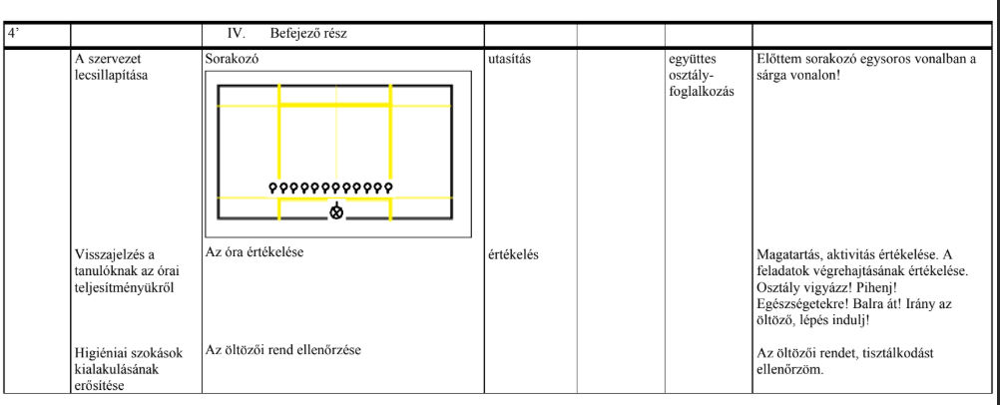 4’
IV. Befejező rész
A szervezet
lecsillapítása
Sorakozó
utasítás
együttes
osztály-
foglalkozás
Előttem sorakozó egysoros vonalban a
sárga vonalon!
Visszajelzés a
tanulóknak az órai
teljesítményükről
Az óra értékelése
értékelés
Magatartás, aktivitás értékelése. A
feladatok végrehajtásának értékelése.
Osztály vigyázz! Pihenj!
Egészségetekre! Balra át! Irány az
öltöző, lépés indulj!
Higiéniai szokások
kialakulásának
erősítése
Az öltözői rend ellenőrzése
Az öltözői rendet, tisztálkodást
ellenőrzöm.